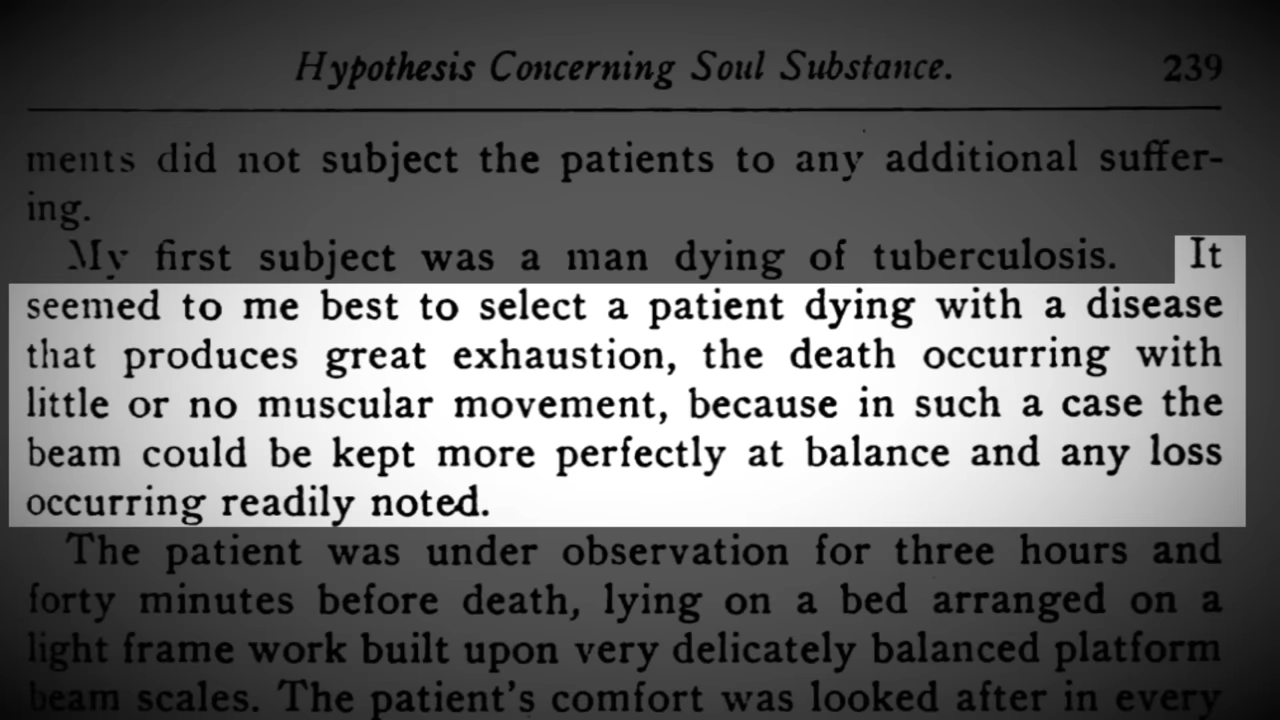 Hypothesis Concerning Soul Substance. 239
ments did not subject the patients to any additional suffer-
ing.
My first subject was a man dying of tuberculosis. It
seemed to me best to select a patient dying with a disease
that produces great exhaustion, the death occurring with
little or no muscular movement, because in such a case the
beam could be kept more perfectly at balance and any loss
occurring readily noted.
The patient was under observation for three hours and
forty minutes before death, lying on a bed arranged on a
light frame work built upon very delicately balanced platform
beam scales. The patient's comfort was looked after in every